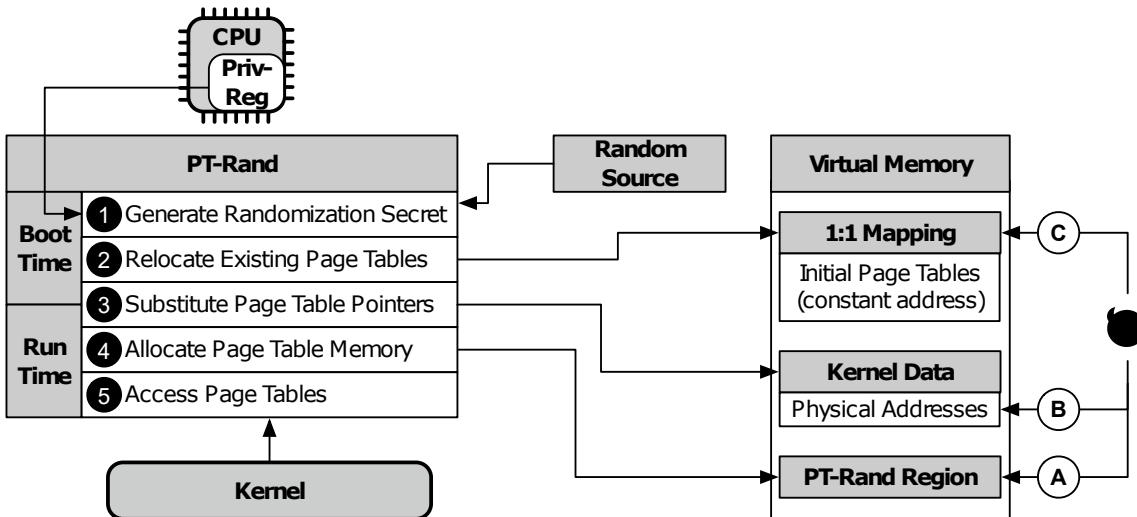 CPU
Priv-
Reg
PT-Rand
Boot
Time
1 Generate Randomization Secret
2 Relocate Existing Page Tables
3 Substitute Page Table Pointers
Run
Time
4 Allocate Page Table Memory
5 Access Page Tables
Kernel
Random
Source
Virtual Memory
1:1 Mapping
Initial Page Tables
(constant address)
Kernel Data
Physical Addresses
PT-Rand Region
C
B
A